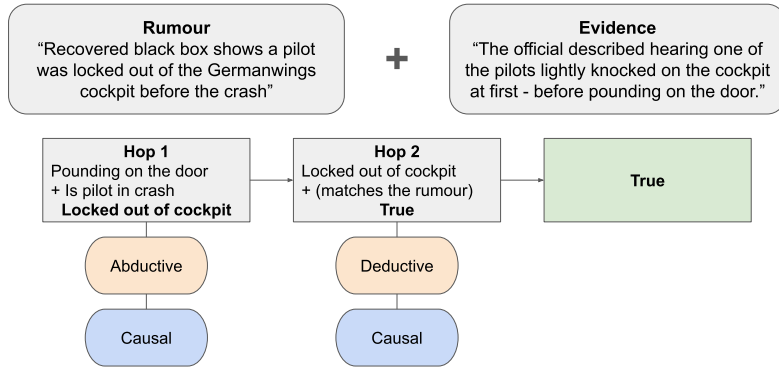 Rumour
“Recovered black box shows a pilot
was locked out of the Germanwings
cockpit before the crash”
+
Evidence
“The official described hearing one of
the pilots lightly knocked on the cockpit
at first - before pounding on the door.”
Hop 1
Pounding on the door
+ Is pilot in crash
Locked out of cockpit
Hop 2
Locked out of cockpit
+ (matches the rumour)
True
True
Abductive
Deductive
Causal
Causal